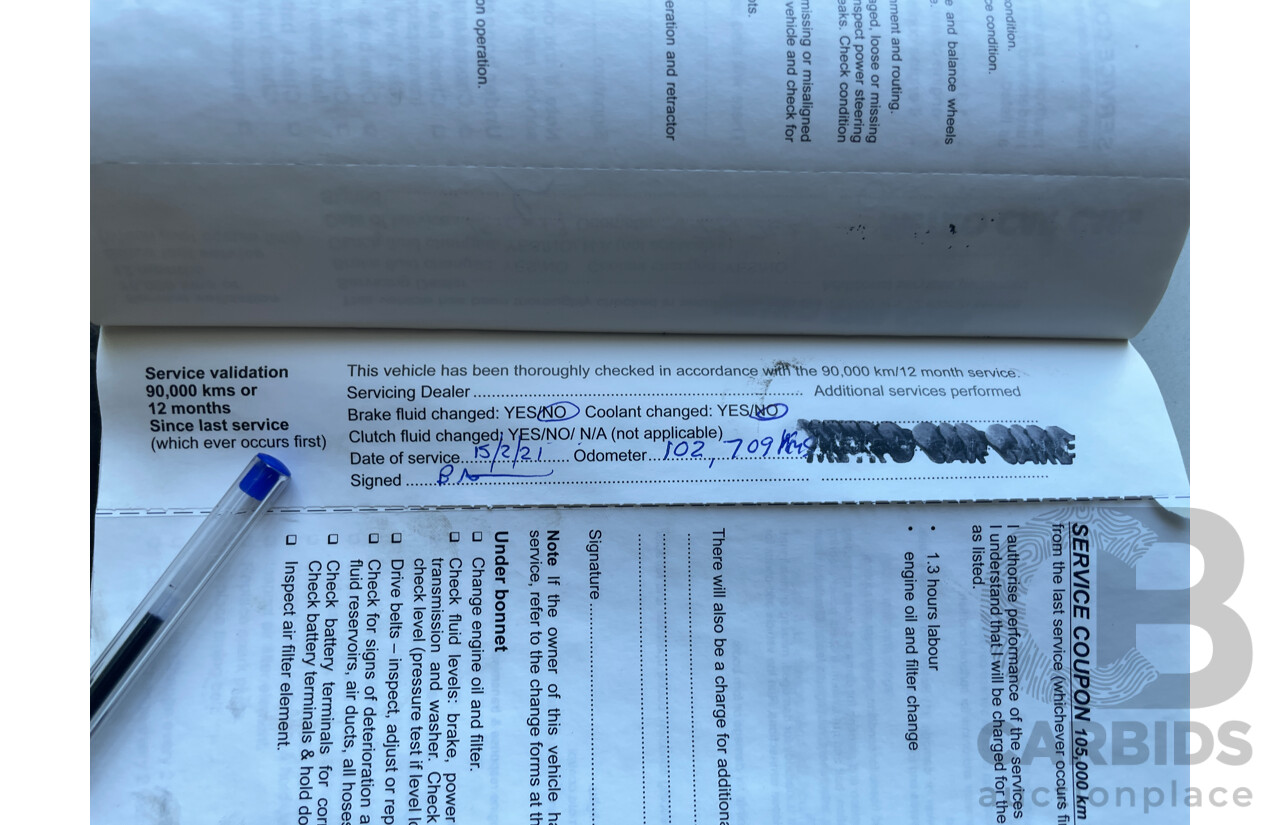 ondition.
ce condition.
e and balance wheels
e.
nment and routing.
aged, loose or missing
nspect power steering
eaks. Check condition
missing or misaligned
vehicle and check for
ots.
eration and retractor
on operation.
Service validation
90,000 kms or
12 months
Since last service
(which ever occurs first)
This vehicle has been thoroughly checked in accordance with the 90,000 km/12 month service.
Servicing Dealer
Additional services performed
Brake fluid changed: YES/NO Coolant changed: YES/NO
Clutch fluid changed: YES/NO/ N/A (not applicable)
Date of service 15/2/21 Odometer 102,709 Kms
Signed
SERVICE COUPON 105,000 km
from the last service (whichever occurs fi
I authorise performance of the services
I understand that I will be charged for the
as listed.
• 1.3 hours labour
• engine oil and filter change
There will also be a charge for additiona
Signature
Note If the owner of this vehicle ha
service, refer to the change forms at th
Under bonnet
❏ Change engine oil and filter.
❏ Check fluid levels: brake, power
transmission and washer. Check
check level (pressure test if level lo
❏ Drive belts – inspect, adjust or rep
❏ Check for signs of deterioration a
fluid reservoirs, air ducts, all hoses
❏ Check battery terminals for corr
Check battery terminals & hold do
❏ Inspect air filter element.
CARBIDS
auctionplace